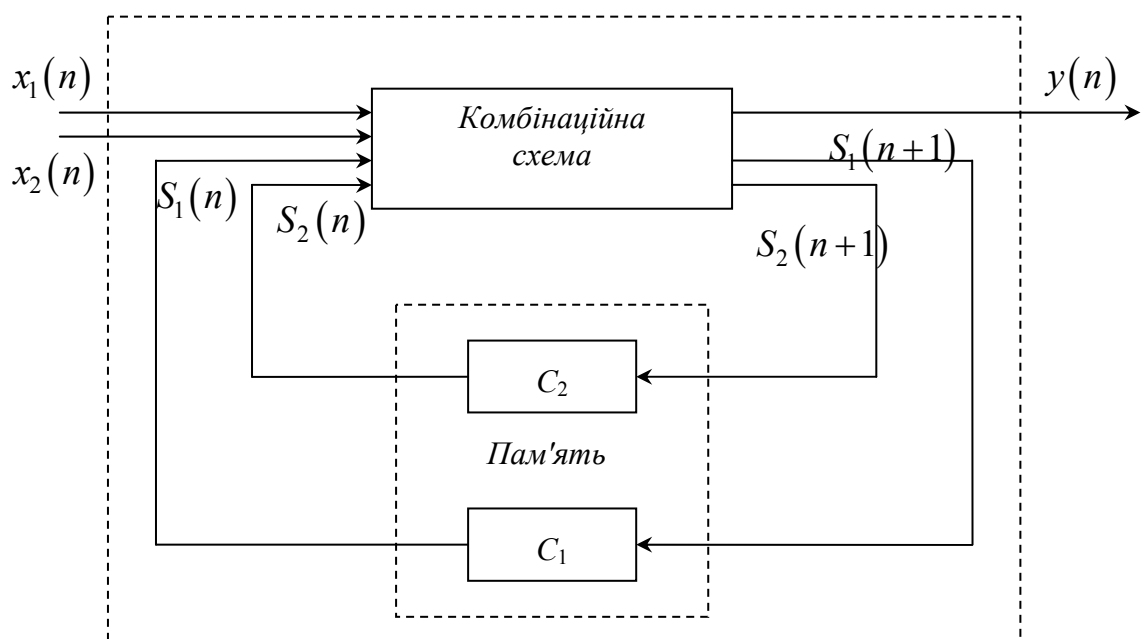 x₁(n)
x₂(n)
S₁(n)
S₂(n)
Комбінаційна
схема
y(n)
S₁(n+1)
S₂(n+1)
C₂
Пам'ять
C₁